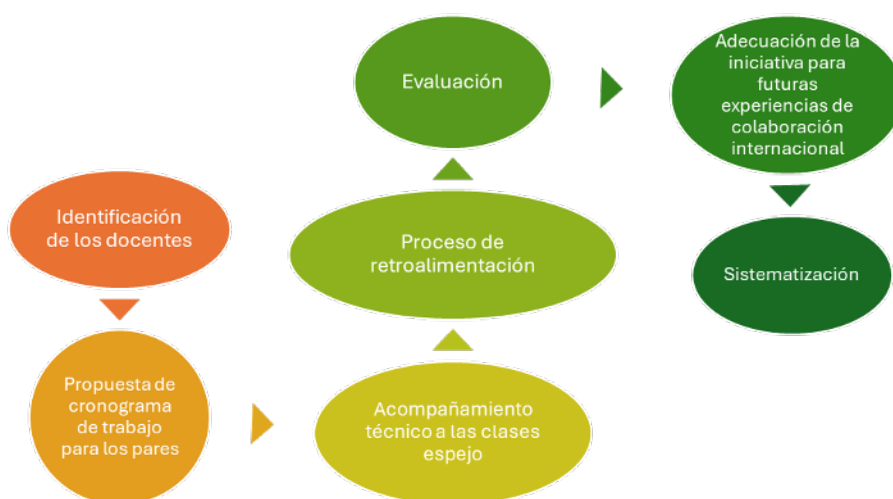 Identificación
de los docentes
Propuesta de
cronograma
de trabajo
para los pares
Acompañamiento
técnico a las clases
espejo
Proceso de
retroalimentación
Evaluación
Adecuación de la
iniciativa para
futuras
experiencias de
colaboración
internacional
Sistematización